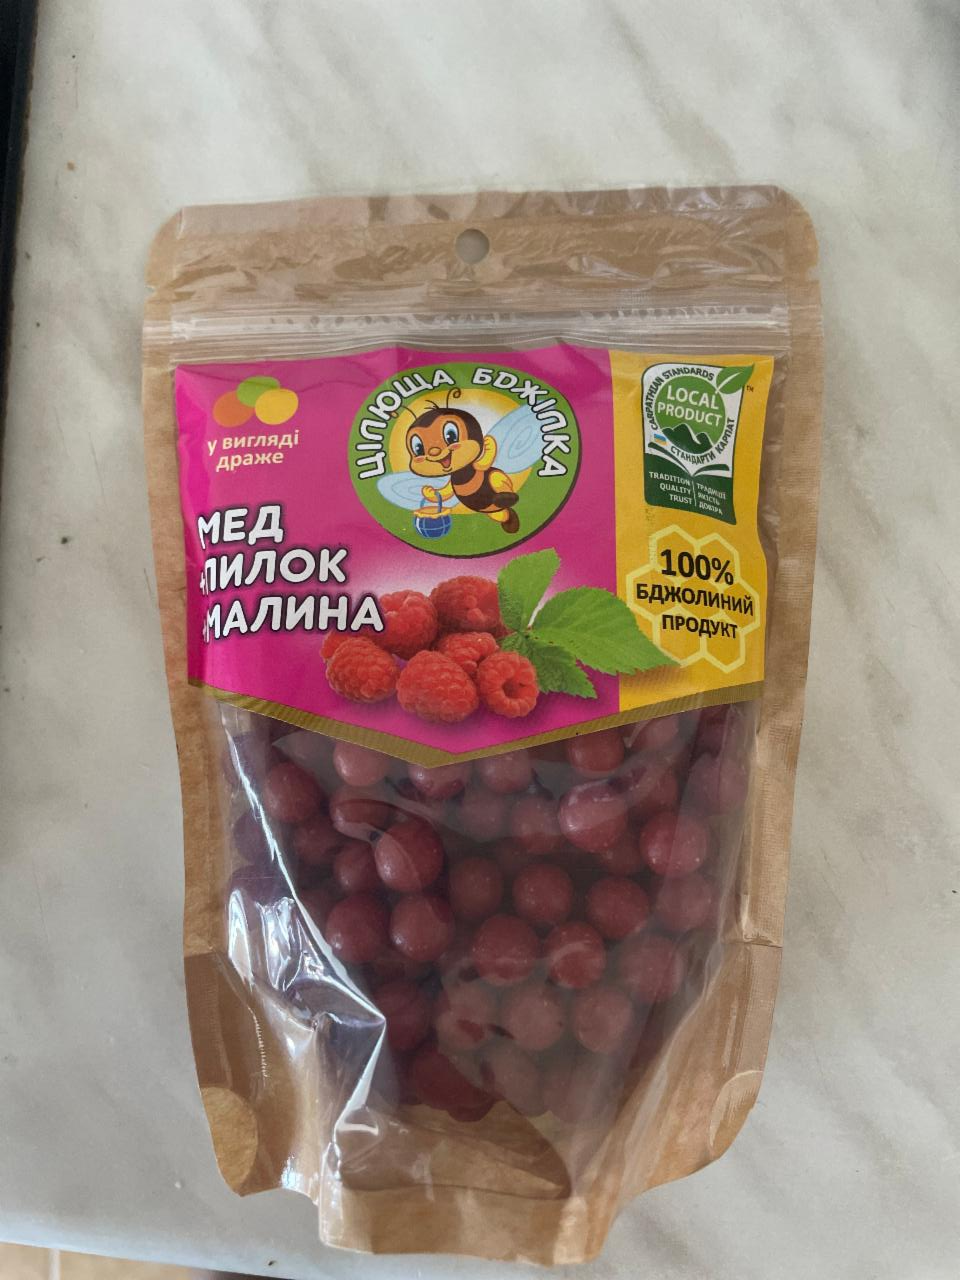 ЦІЛЮЩА БДЖІЛКА
у вигляді
драже
МЕД
+ПИЛОК
+МАЛИНА
CARPATHIAN STANDARDS
LOCAL
PRODUCT
™
СТАНДАРТИ КАРПАТ
TRADITION
QUALITY
TRUST
ТРАДИЦІЇ
ЯКІСТЬ
ДОВІРА
100%
БДЖОЛИНИЙ
ПРОДУКТ